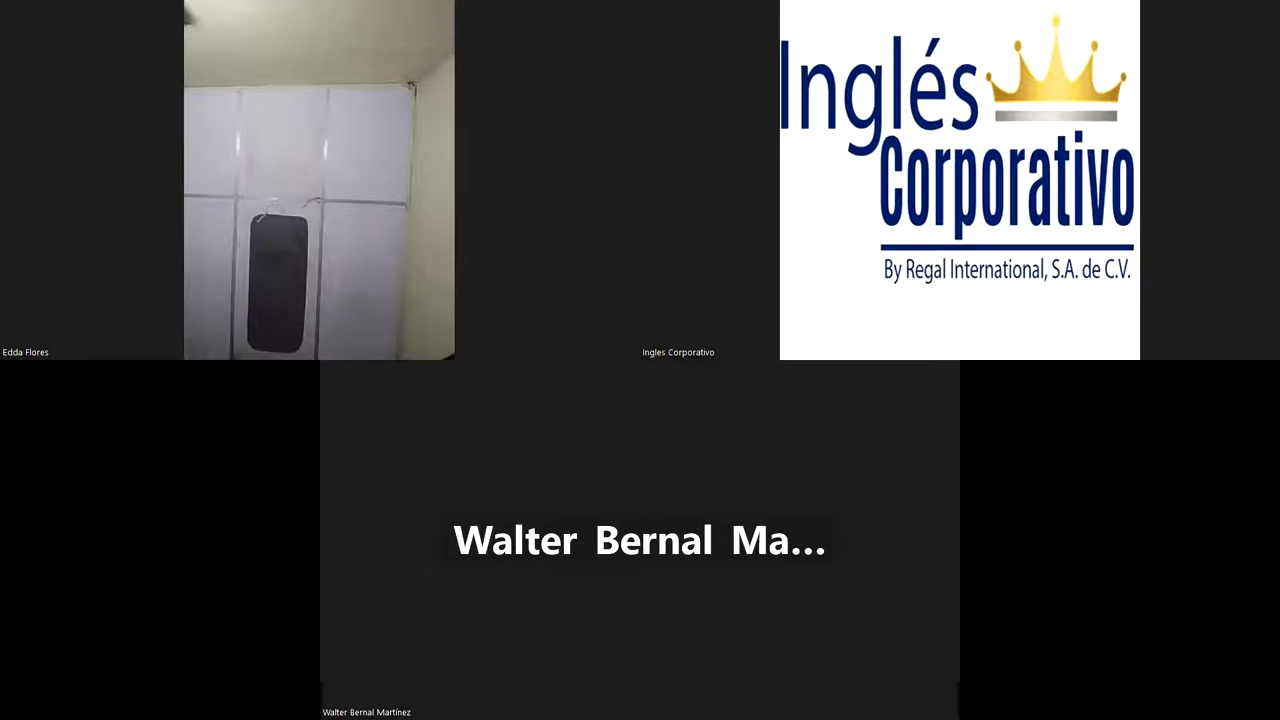 Inglés
Corporativo
By Regal International, S.A. de C.V.
Edda Flores
Ingles Corporativo
Walter Bernal Ma...
Walter Bernal Martínez